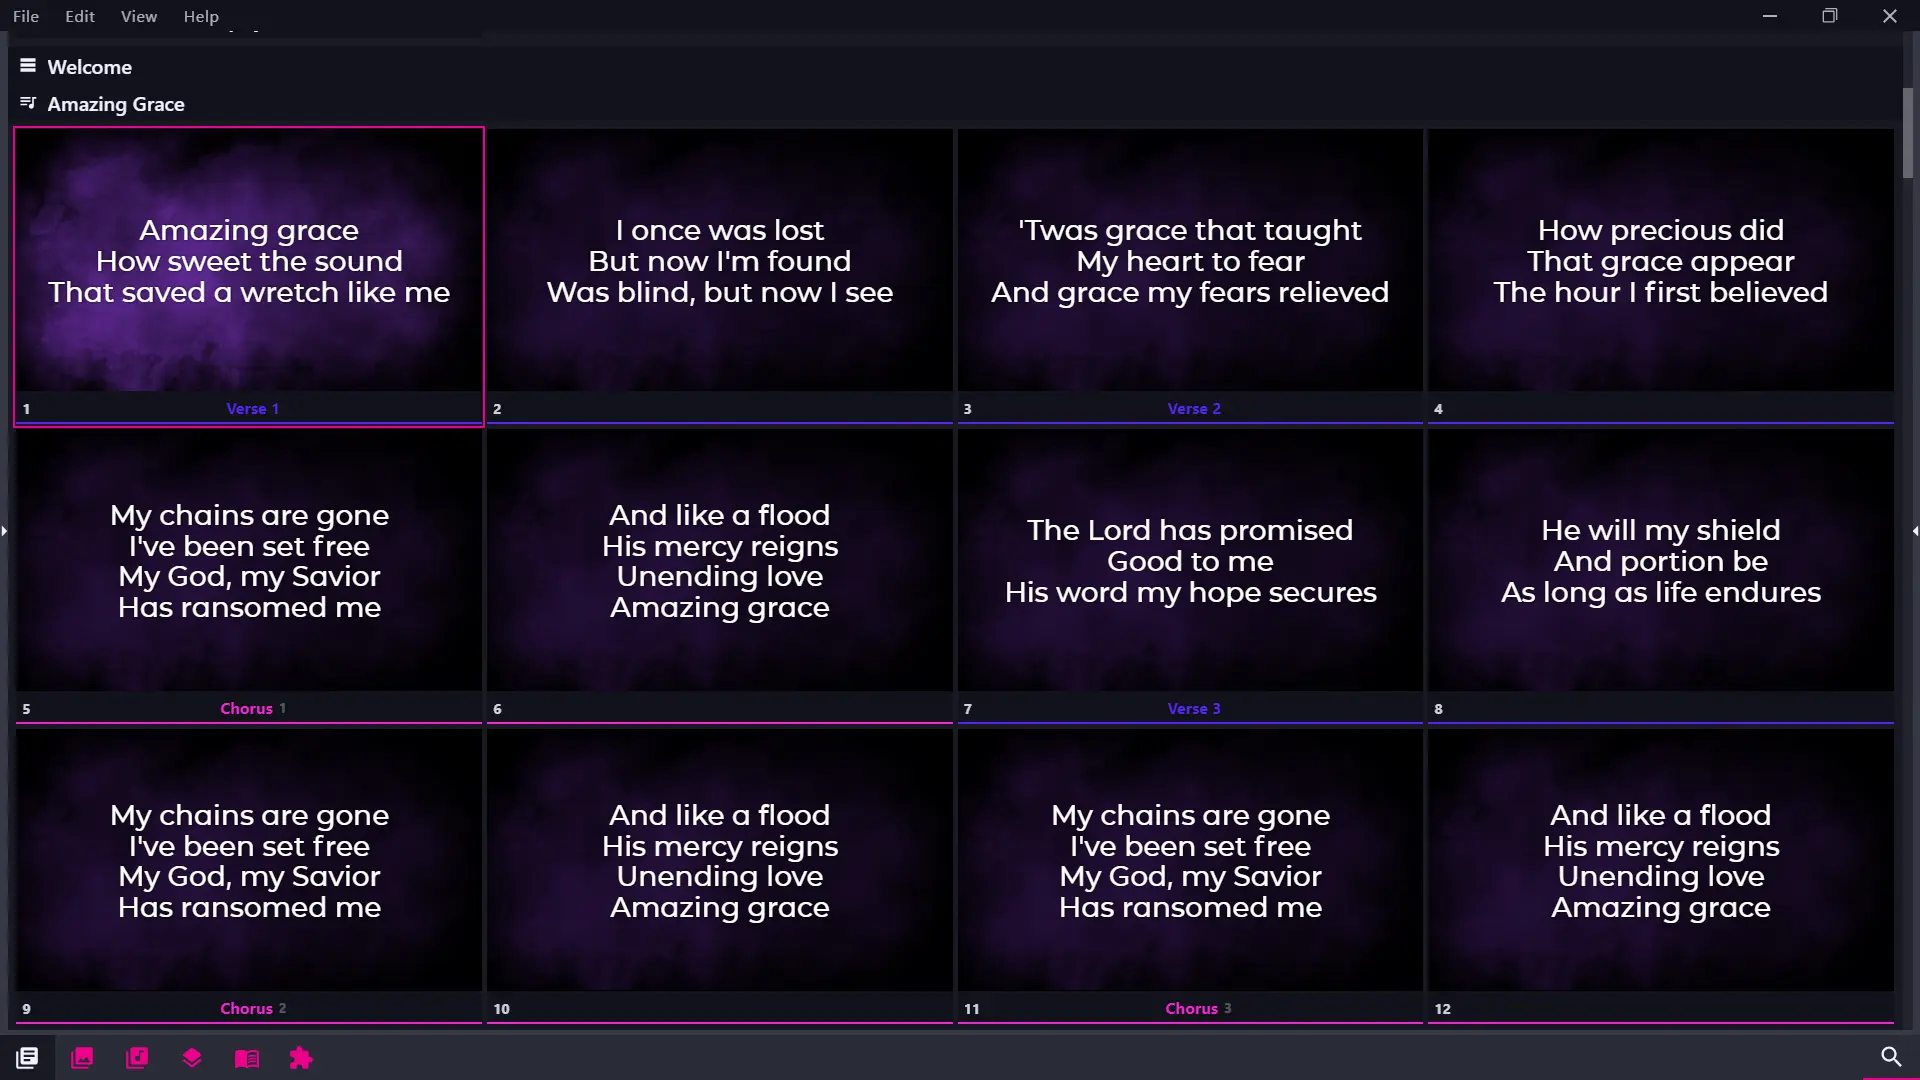 File Edit View Help
Welcome
Amazing Grace
Amazing grace
How sweet the sound
That saved a wretch like me
1 Verse 1
I once was lost
But now I'm found
Was blind, but now I see
2
'Twas grace that taught
My heart to fear
And grace my fears relieved
3 Verse 2
How precious did
That grace appear
The hour I first believed
4
My chains are gone
I've been set free
My God, my Savior
Has ransomed me
5 Chorus 1
And like a flood
His mercy reigns
Unending love
Amazing grace
6
The Lord has promised
Good to me
His word my hope secures
7 Verse 3
He will my shield
And portion be
As long as life endures
8
My chains are gone
I've been set free
My God, my Savior
Has ransomed me
9 Chorus 2
And like a flood
His mercy reigns
Unending love
Amazing grace
10
My chains are gone
I've been set free
My God, my Savior
Has ransomed me
11 Chorus 3
And like a flood
His mercy reigns
Unending love
Amazing grace
12